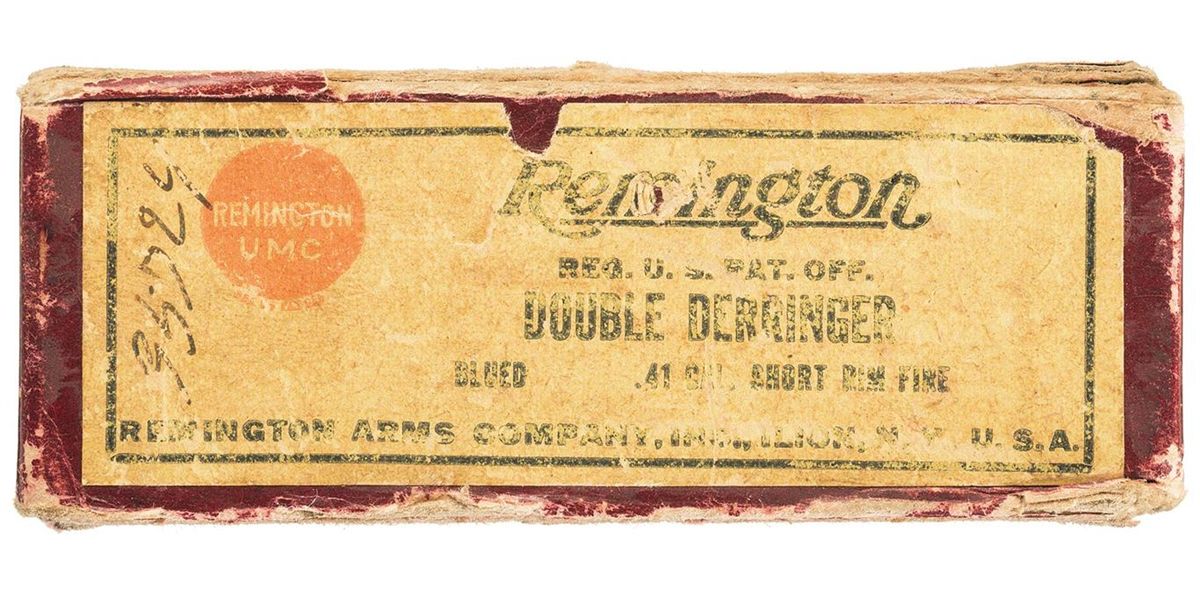 REMINGTON
UMC
Remington
REG. U. S. PAT. OFF.
DOUBLE DERRINGER
BLUED .41 CAL. SHORT RIM FIRE
REMINGTON ARMS COMPANY, INC., ILION, N. Y. U. S. A.